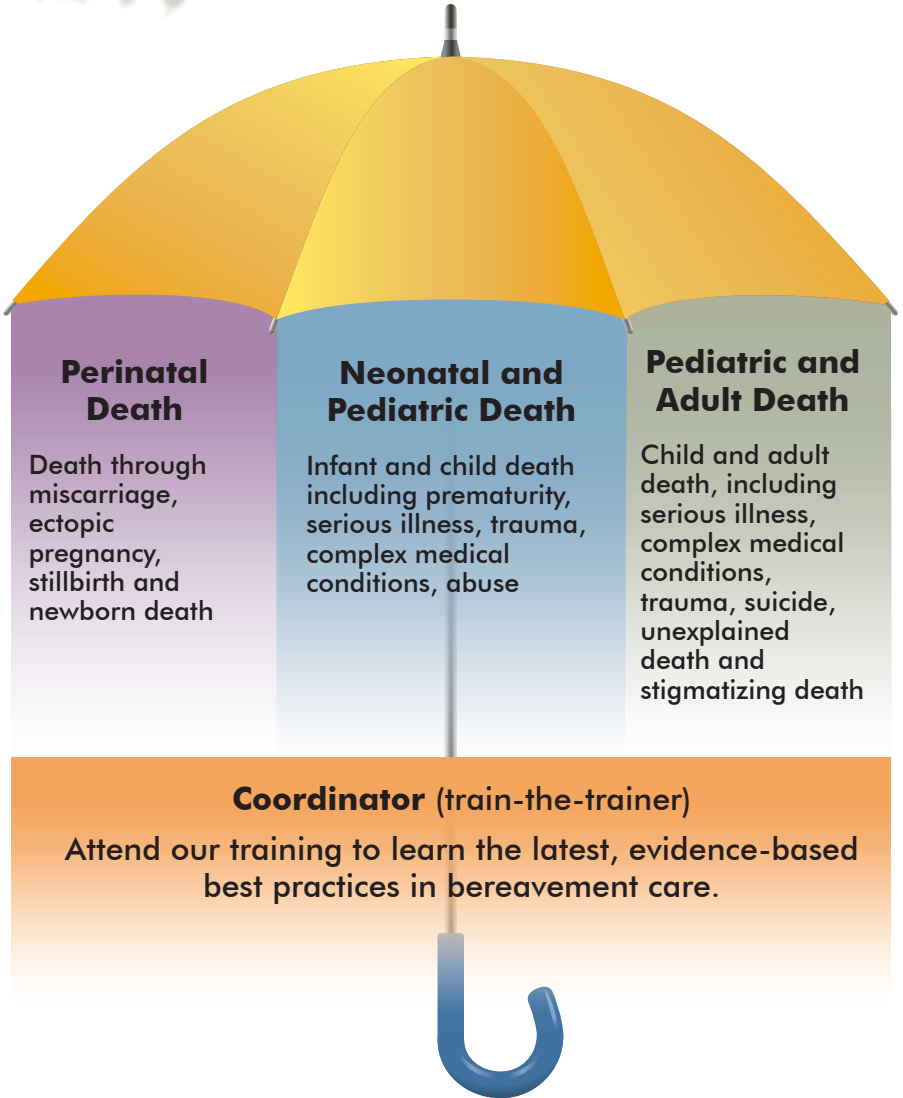 Perinatal
Death
Death through
miscarriage,
ectopic
pregnancy,
stillbirth and
newborn death
Neonatal and
Pediatric Death
Infant and child death
including prematurity,
serious illness, trauma,
complex medical
conditions, abuse
Pediatric and
Adult Death
Child and adult
death, including
serious illness,
complex medical
conditions,
trauma, suicide,
unexplained
death and
stigmatizing death
Coordinator (train-the-trainer)
Attend our training to learn the latest, evidence-based
best practices in bereavement care.